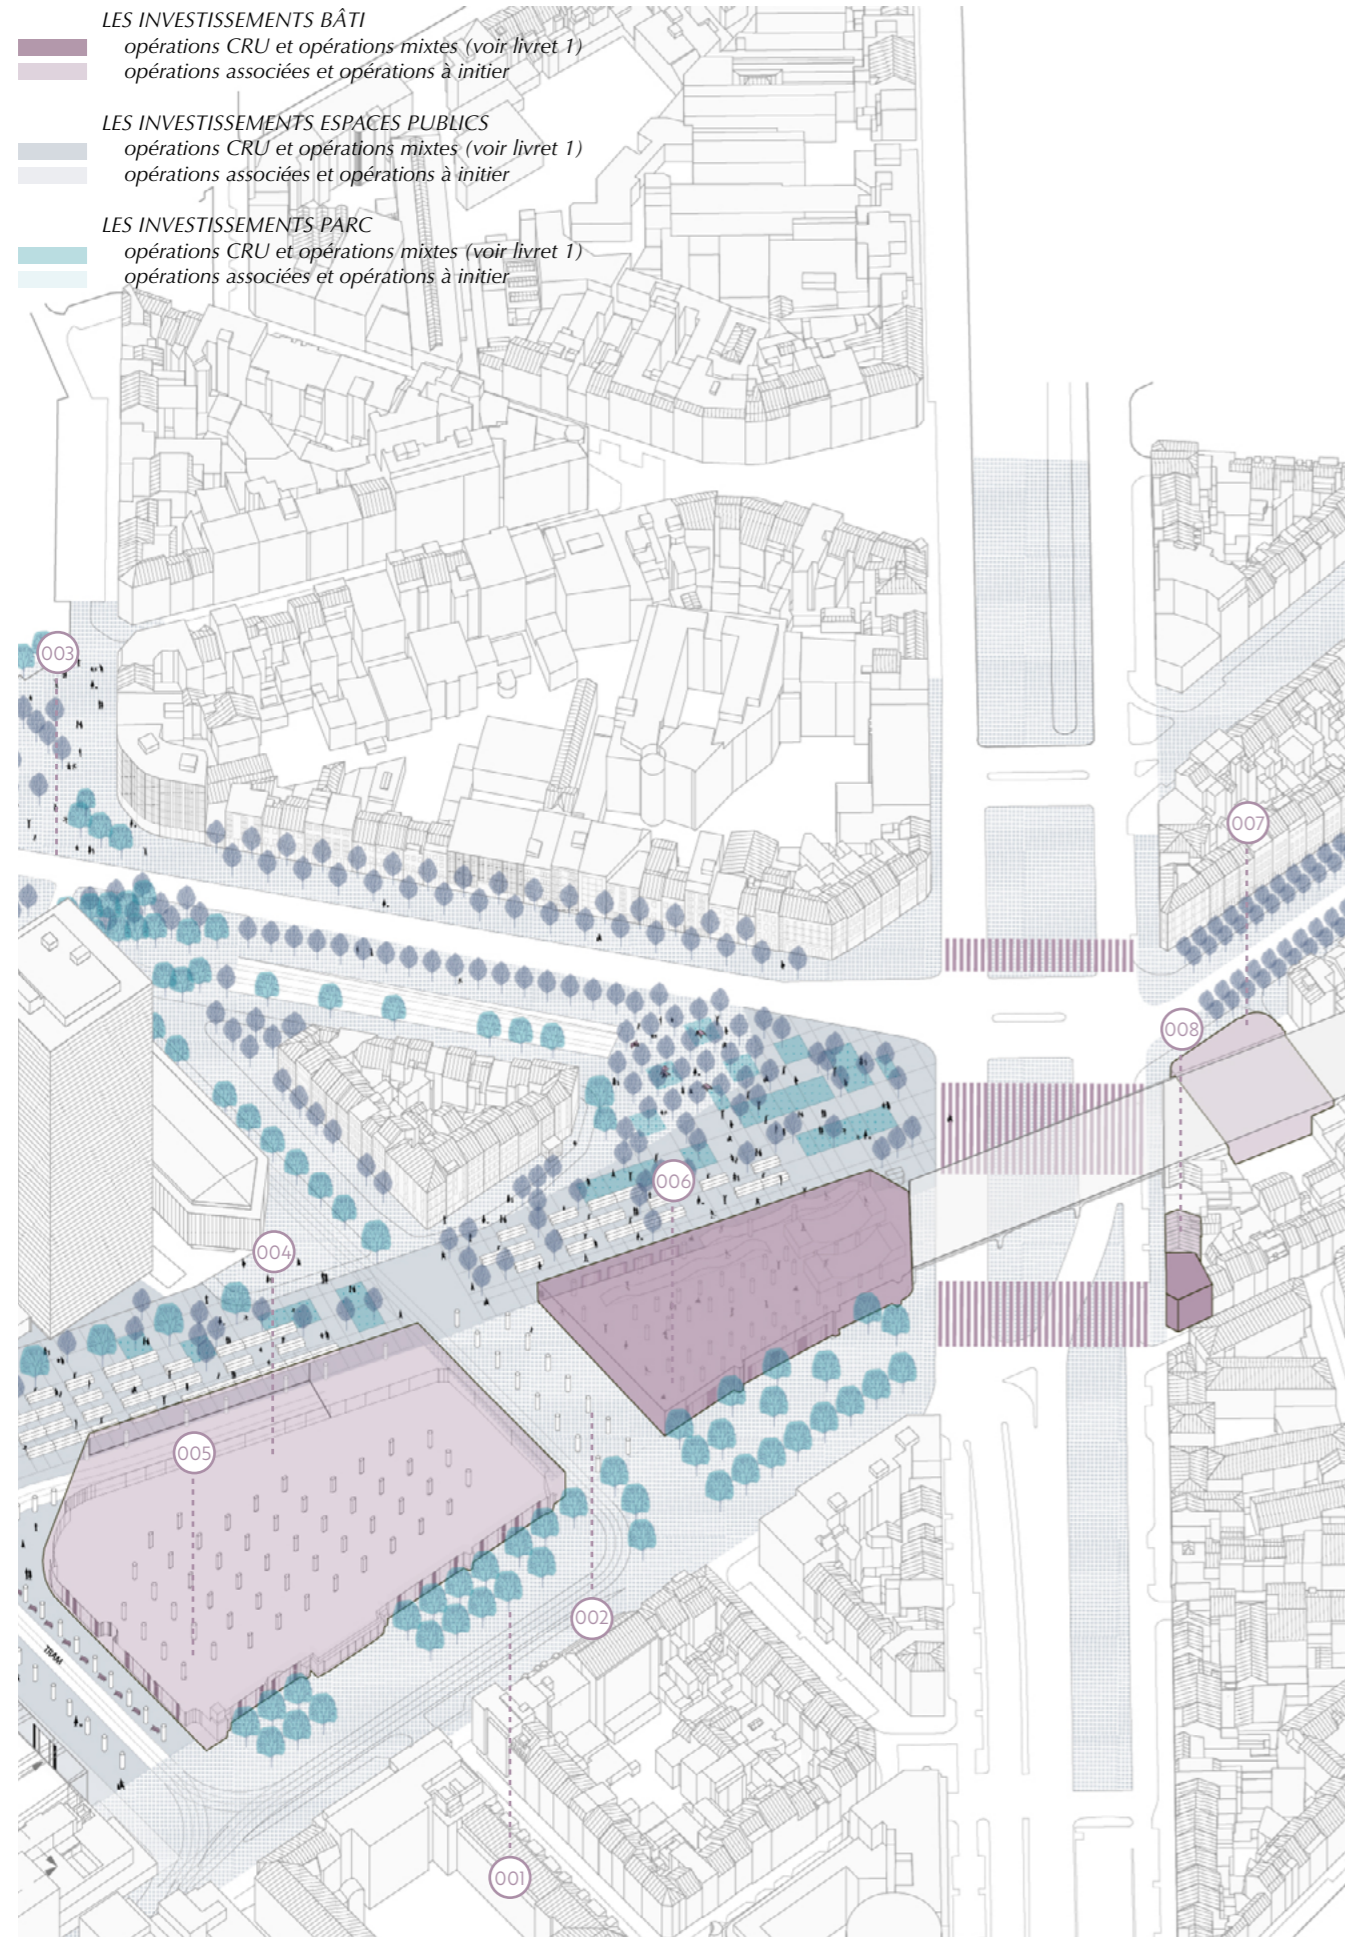 LES INVESTISSEMENTS BÂTI
opérations CRU et opérations mixtes (voir livret 1)
opérations associées et opérations à initier
LES INVESTISSEMENTS ESPACES PUBLICS
opérations CRU et opérations mixtes (voir livret 1)
opérations associées et opérations à initier
LES INVESTISSEMENTS PARC
opérations CRU et opérations mixtes (voir livret 1)
opérations associées et opérations à initier
003
007
008
006
004
005
002
TRAM
001